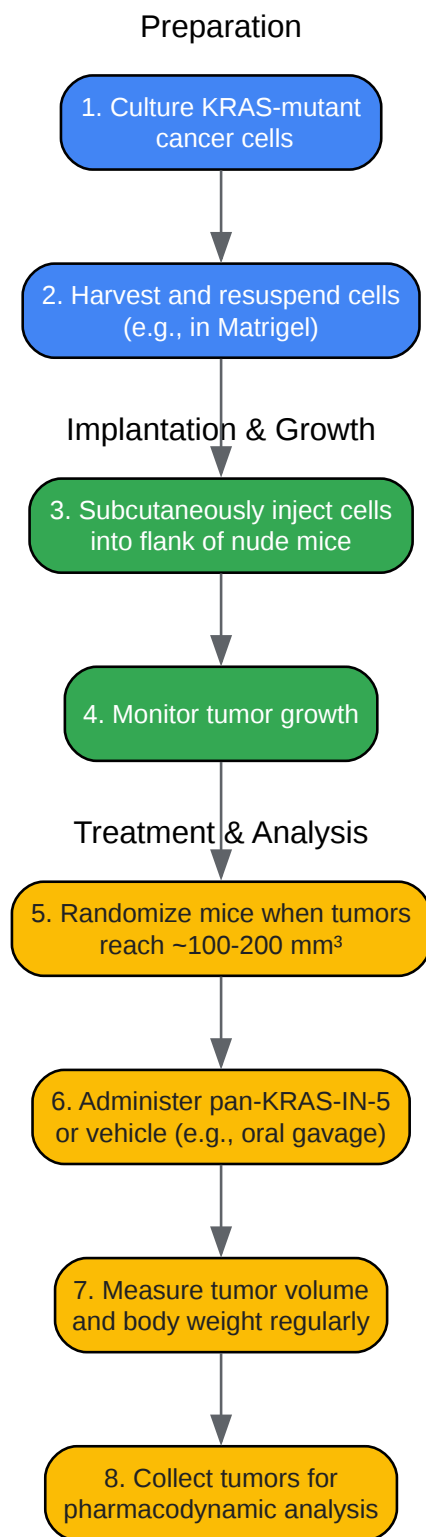 Preparation
1. Culture KRAS-mutant
cancer cells
2. Harvest and resuspend cells
(e.g., in Matrigel)
Implantation & Growth
3. Subcutaneously inject cells
into flank of nude mice
4. Monitor tumor growth
Treatment & Analysis
5. Randomize mice when tumors
reach ~100-200 mm³
6. Administer pan-KRAS-IN-5
or vehicle (e.g., oral gavage)
7. Measure tumor volume
and body weight regularly
8. Collect tumors for
pharmacodynamic analysis